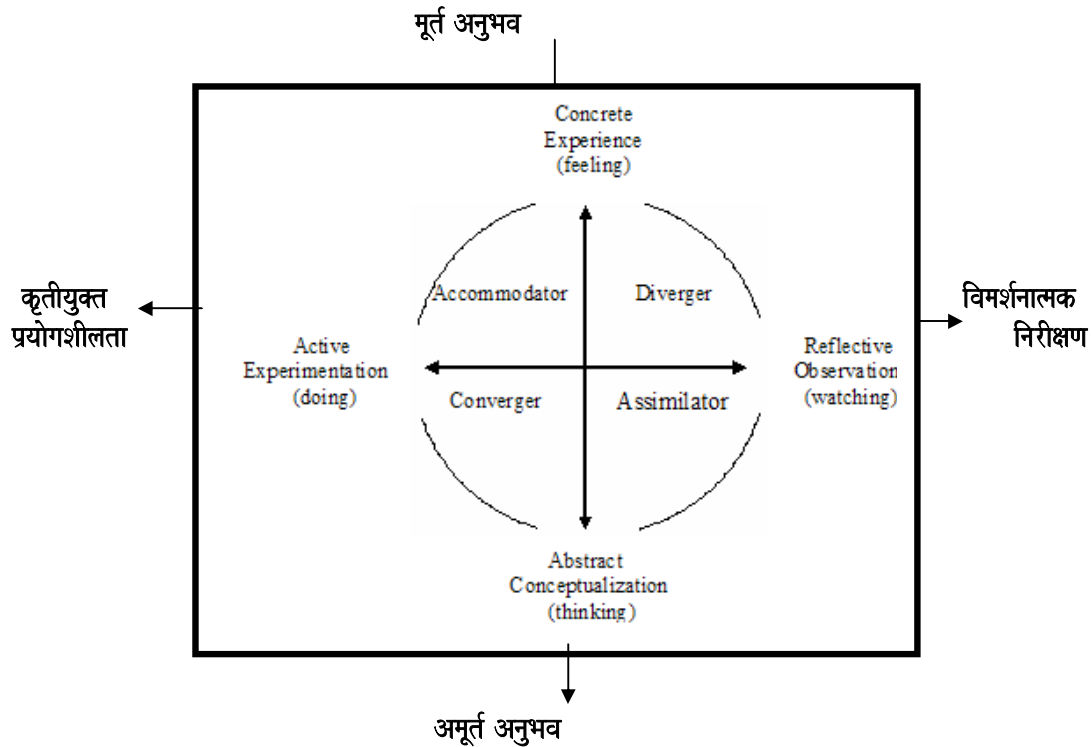 मूर्त अनुभव
Concrete
Experience
(feeling)
Accommodator
Diverger
कृतीयुक्त
प्रयोगशीलता
विमर्शनात्मक
निरीक्षण
Active
Experimentation
(doing)
Reflective
Observation
(watching)
Converger
Assimilator
Abstract
Conceptualization
(thinking)
अमूर्त अनुभव